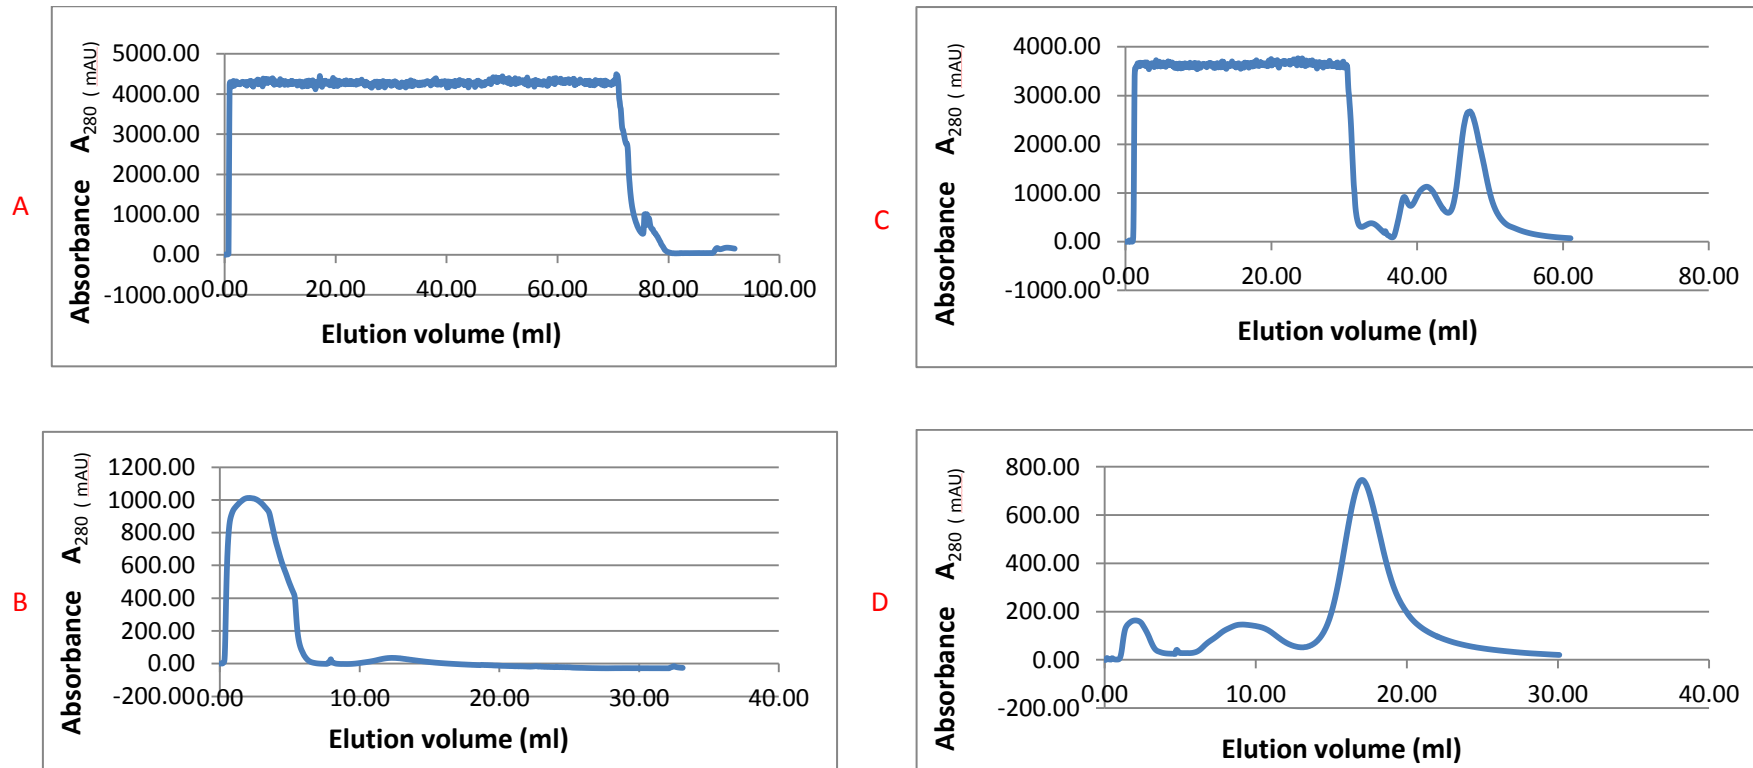 A
Absorbance A280 ( mAU)
5000.00
4000.00
3000.00
2000.00
1000.00
0.00
-1000.00
0.00 20.00 40.00 60.00 80.00 100.00
Elution volume (ml)
C
Absorbance A280 ( mAU)
4000.00
3000.00
2000.00
1000.00
0.00
-1000.00
0.00 20.00 40.00 60.00 80.00
Elution volume (ml)
B
Absorbance A280 ( mAU)
1200.00
1000.00
800.00
600.00
400.00
200.00
0.00
-200.00
0.00 10.00 20.00 30.00 40.00
Elution volume (ml)
D
Absorbance A280 ( mAU)
800.00
600.00
400.00
200.00
0.00
-200.00
0.00 10.00 20.00 30.00 40.00
Elution volume (ml)